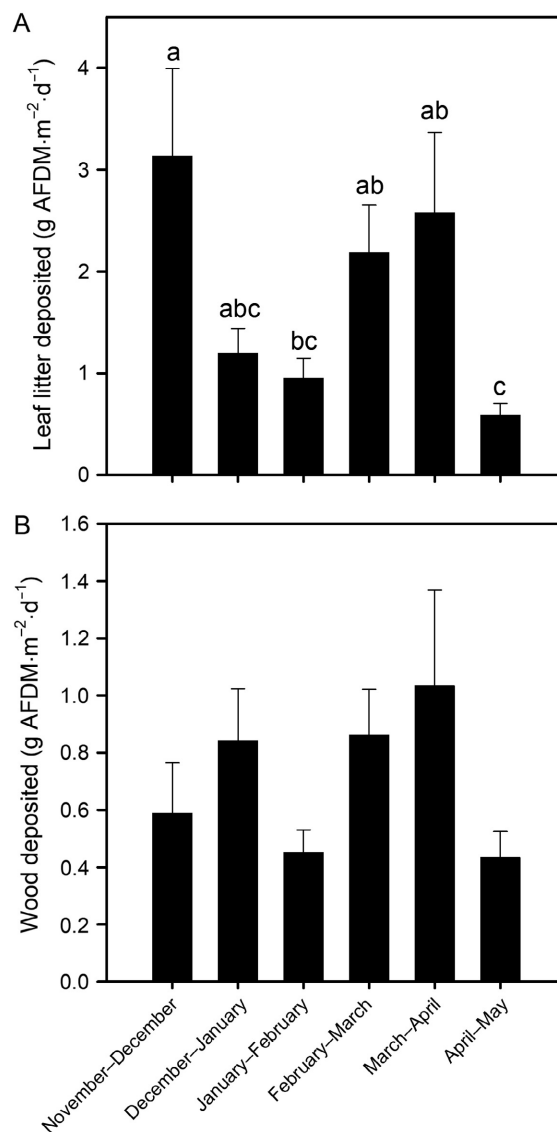 A
Leaf litter deposited (g AFDM·m⁻²·d⁻¹)
4
3
2
1
0
a
abc
bc
ab
ab
c
B
Wood deposited (g AFDM·m⁻²·d⁻¹)
1.6
1.4
1.2
1.0
0.8
0.6
0.4
0.2
0.0
November–December
December–January
January–February
February–March
March–April
April–May